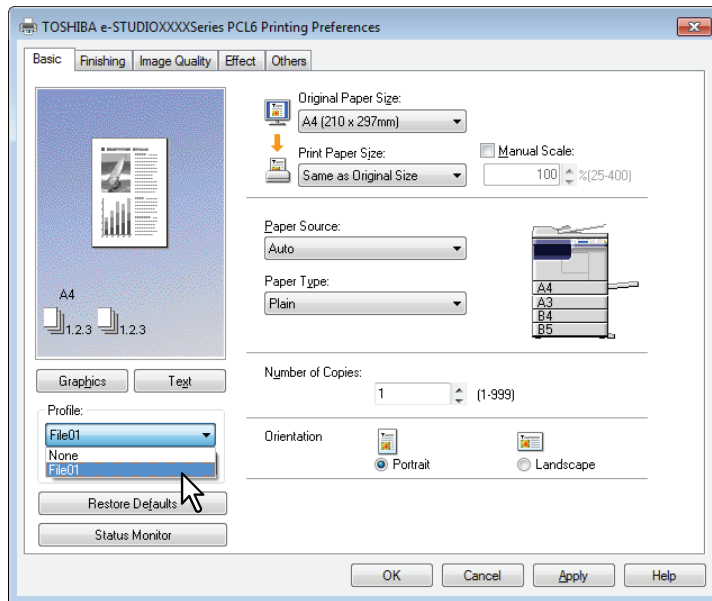 TOSHIBA e-STUDIOXXXXSeries PCL6 Printing Preferences
Basic Finishing Image Quality Effect Others
A4
1.2.3 1.2.3
Graphics Text
Profile:
File01
None
File01
Restore Defaults
Status Monitor
Original Paper Size:
A4 (210 x 297mm)
Print Paper Size:
Same as Original Size
Manual Scale:
100 %(25-400)
Paper Source:
Auto
Paper Type:
Plain
A4
A3
B4
B5
Number of Copies:
1 (1-999)
Orientation
Portrait Landscape
OK Cancel Apply Help